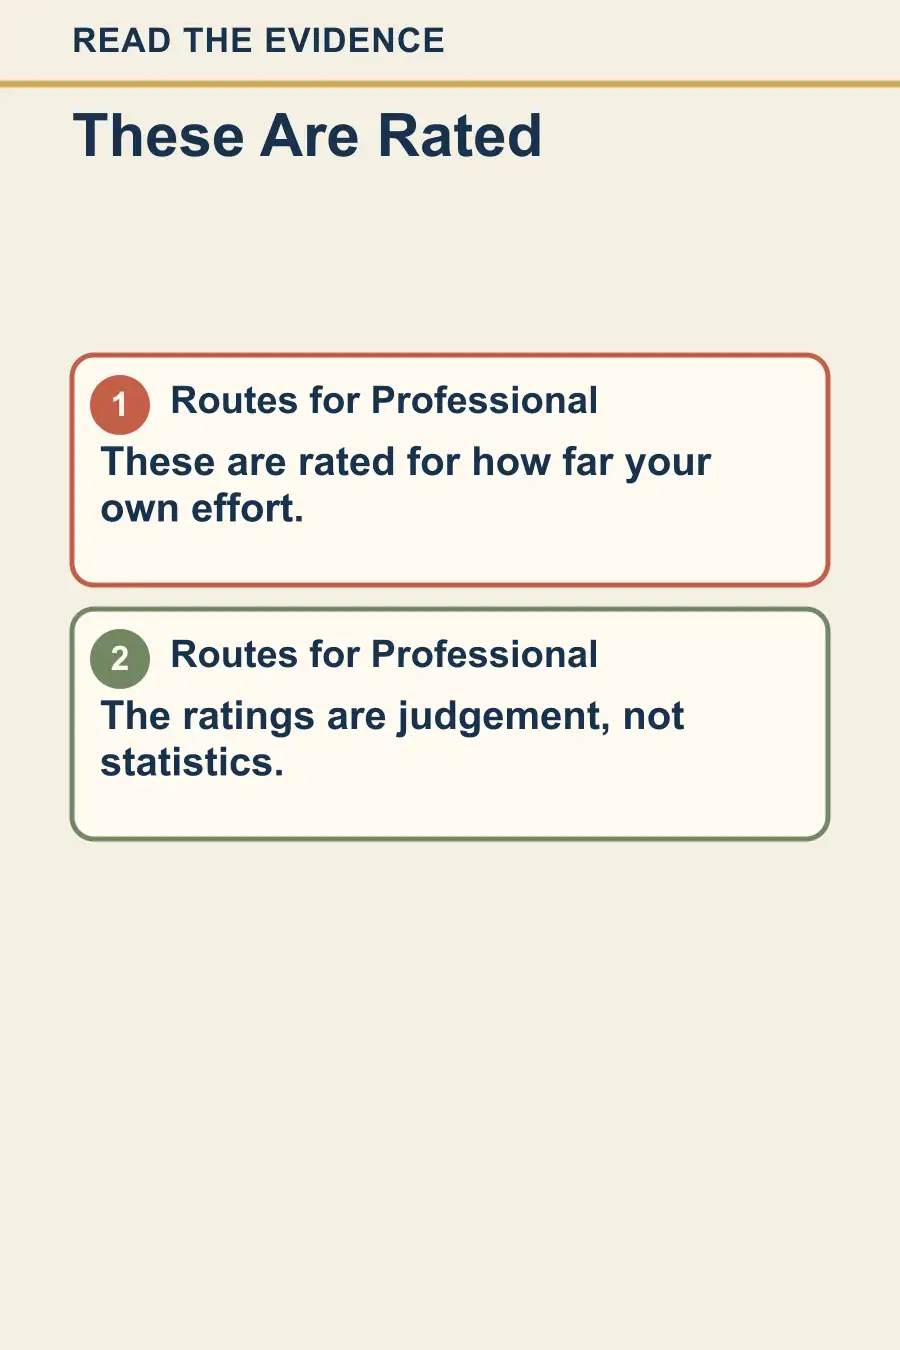 READ THE EVIDENCE
These Are Rated
1 Routes for Professional
These are rated for how far your
own effort.
2 Routes for Professional
The ratings are judgement, not
statistics.